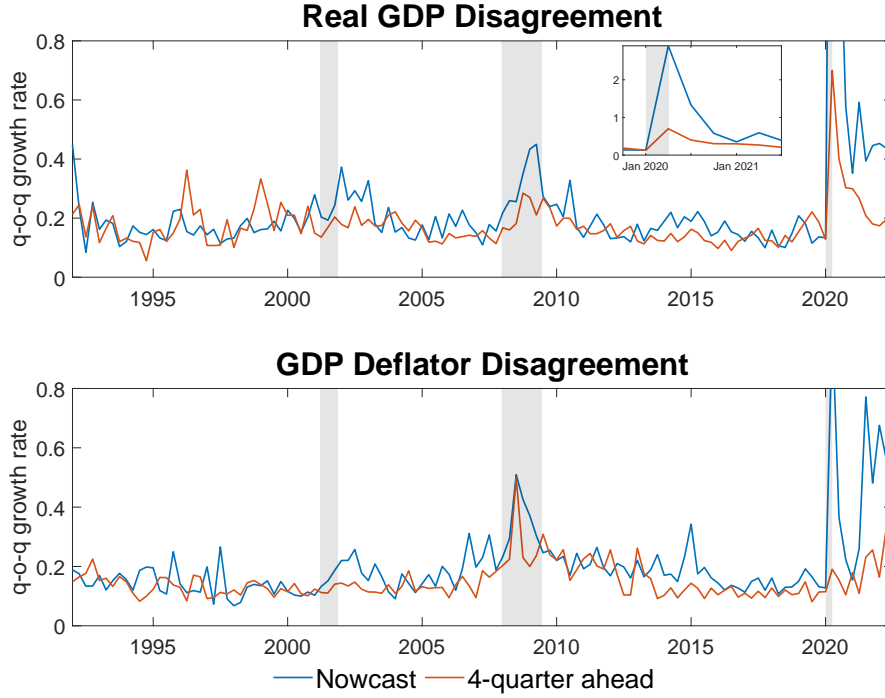 Real GDP Disagreement
q-o-q growth rate
0.8
0.6
0.4
0.2
0
2
1
0
Jan 2020 Jan 2021
1995 2000 2005 2010 2015 2020
GDP Deflator Disagreement
q-o-q growth rate
0.8
0.6
0.4
0.2
0
1995 2000 2005 2010 2015 2020
Nowcast 4-quarter ahead